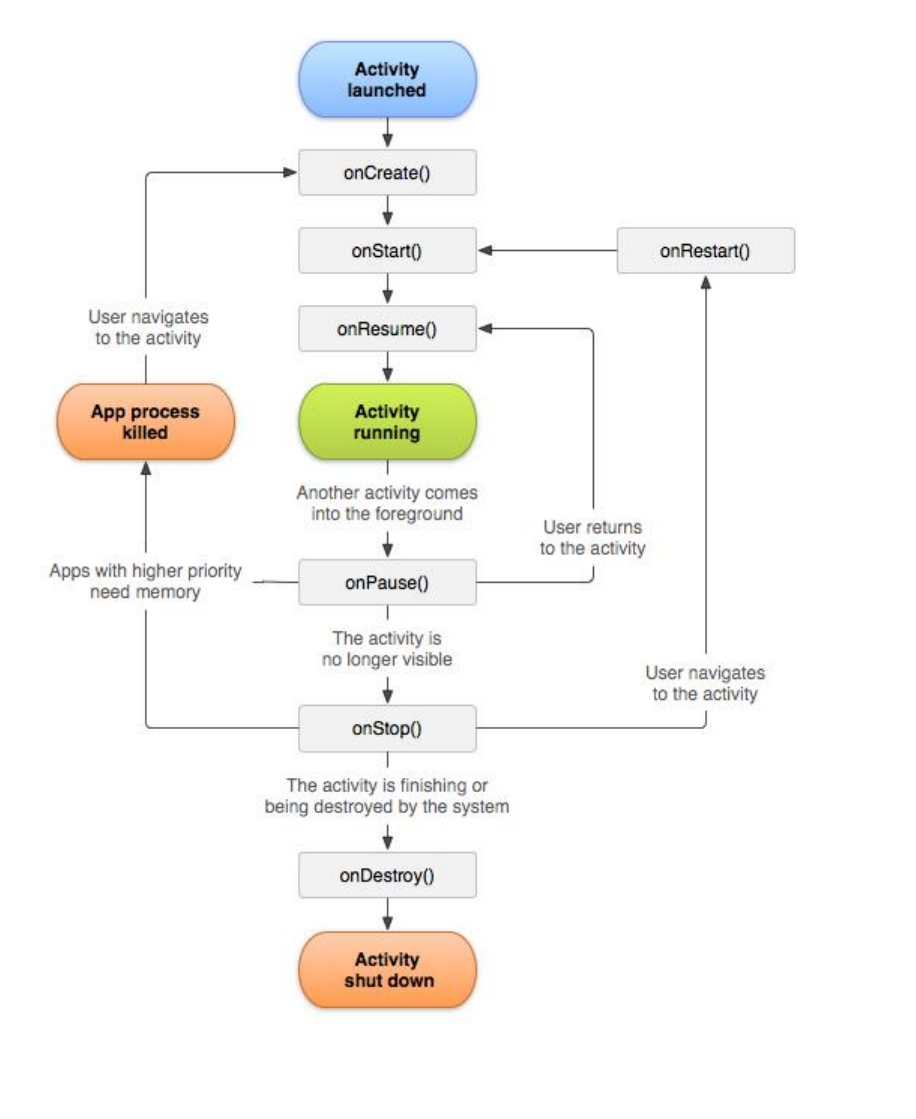 Activity
launched
onCreate()
onStart()
onRestart()
User navigates
to the activity
onResume()
App process
killed
Activity
running
Another activity comes
into the foreground
User returns
to the activity
Apps with higher priority
need memory
onPause()
The activity is
no longer visible
User navigates
to the activity
onStop()
The activity is finishing or
being destroyed by the system
onDestroy()
Activity
shut down